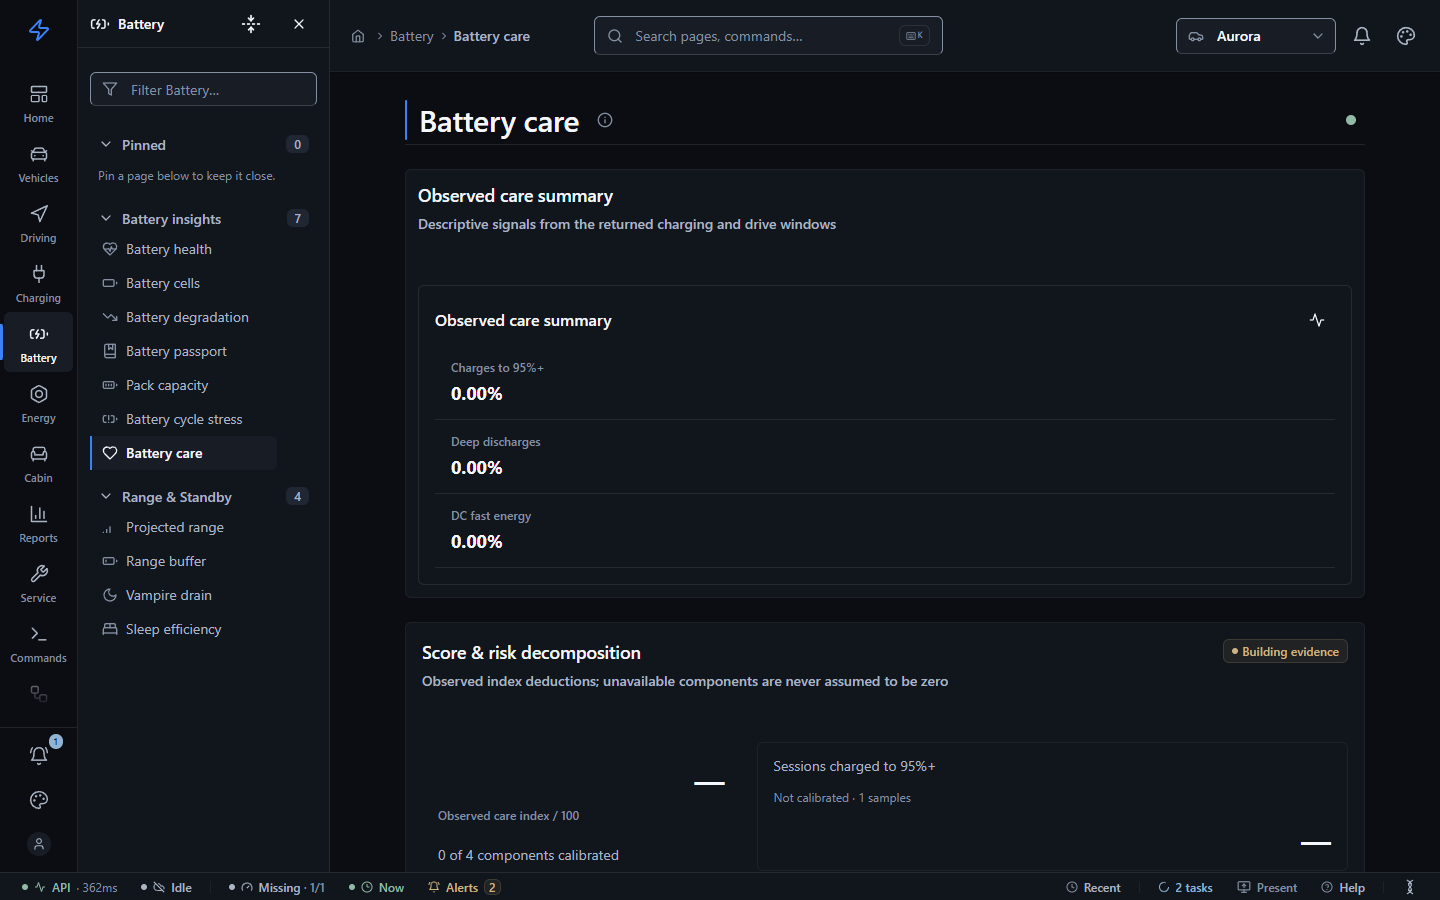 Battery
Filter Battery...
Pinned 0
Pin a page below to keep it close.
Battery insights 7
Battery health
Battery cells
Battery degradation
Battery passport
Pack capacity
Battery cycle stress
Battery care
Range & Standby 4
Projected range
Range buffer
Vampire drain
Sleep efficiency
Home
Vehicles
Driving
Charging
Battery
Energy
Cabin
Reports
Service
Commands
1
Battery
Battery care
Search pages, commands...
K
Aurora
Battery care
Observed care summary
Descriptive signals from the returned charging and drive windows
Observed care summary
Charges to 95%+
0.00%
Deep discharges
0.00%
DC fast energy
0.00%
Score & risk decomposition
Building evidence
Observed index deductions; unavailable components are never assumed to be zero
—
Observed care index / 100
0 of 4 components calibrated
Sessions charged to 95%+
Not calibrated · 1 samples
—
API · 362ms
Idle
Missing · 1/1
Now
Alerts 2
Recent
2 tasks
Present
Help